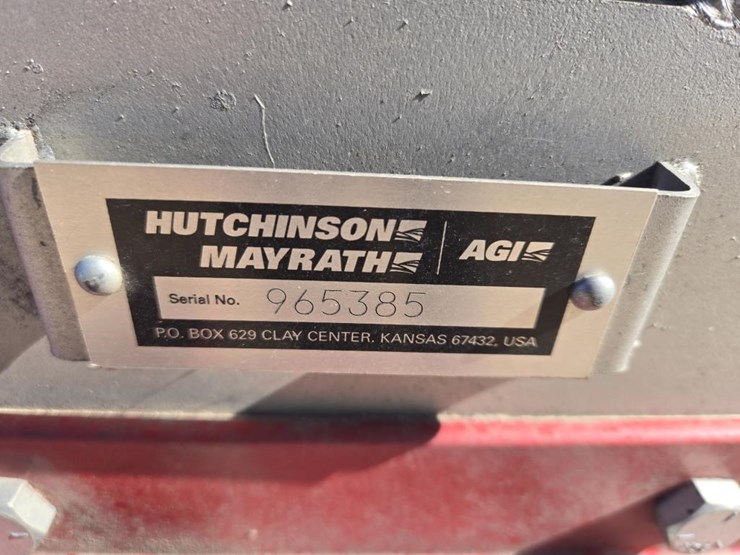 HUTCHINSON
MAYRATH
AGI
Serial No. 965385
P.O. BOX 629 CLAY CENTER, KANSAS 67432, USA